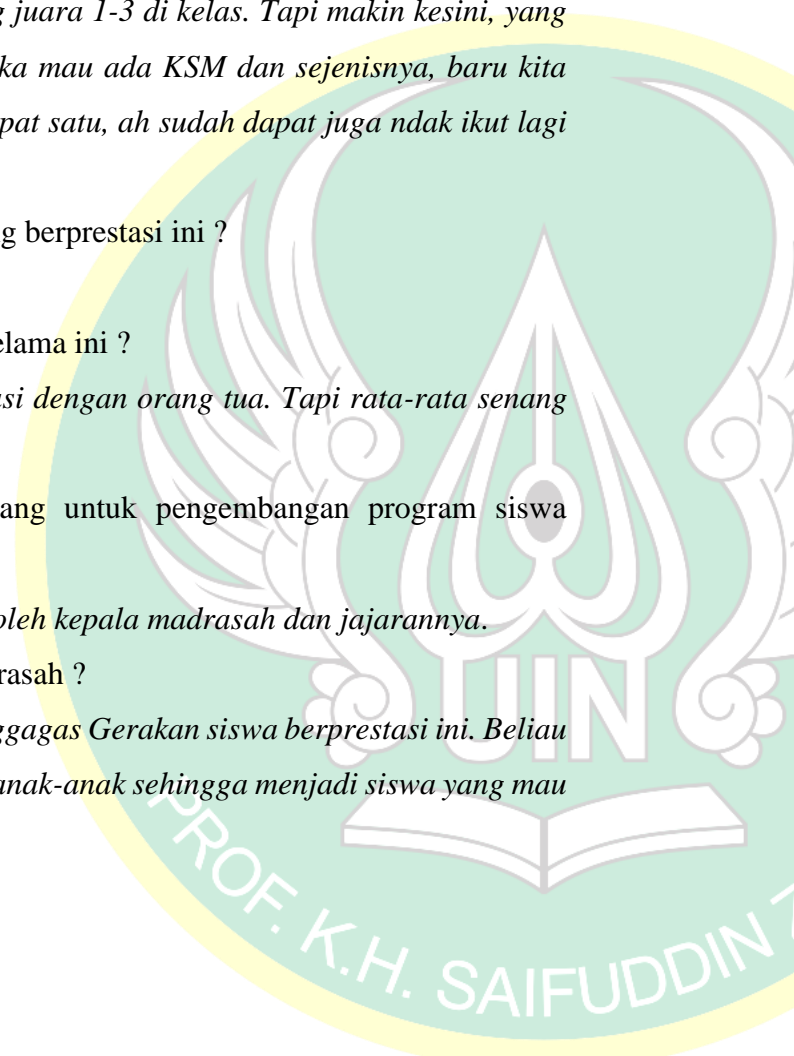 g juara 1-3 di kelas. Tapi makin kesini, yang
ka mau ada KSM dan sejenisnya, baru kita
pat satu, ah sudah dapat juga ndak ikut lagi
g berprestasi ini ?
elama ini ?
si dengan orang tua. Tapi rata-rata senang
ang untuk pengembangan program siswa
oleh kepala madrasah dan jajarannya.
rasah ?
ggagas Gerakan siswa berprestasi ini. Beliau
anak-anak sehingga menjadi siswa yang mau
UIN
PROF. K.H. SAIFUDDIN